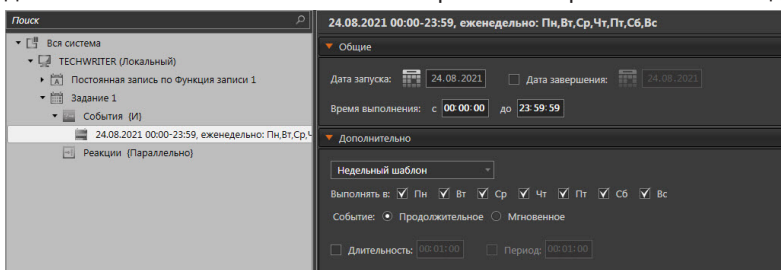 Поиск
Вся система
TECHWRITER (Локальный)
Постоянная запись по Функция записи 1
Задание 1
События {И}
24.08.2021 00:00-23:59, еженедельно: Пн,Вт,Ср,Ч
Реакции {Параллельно}
24.08.2021 00:00-23:59, еженедельно: Пн,Вт,Ср,Чт,Пт,Сб,Вс
Общие
Дата запуска: 24.08.2021 Дата завершения: 24.08.2021
Время выполнения: с 00:00:00 до 23:59:59
Дополнительно
Недельный шаблон
Выполнять в: Пн Вт Ср Чт Пт Сб Вс
Событие: Продолжительное Мгновенное
Длительность: 00:01:00 Период: 00:01:00